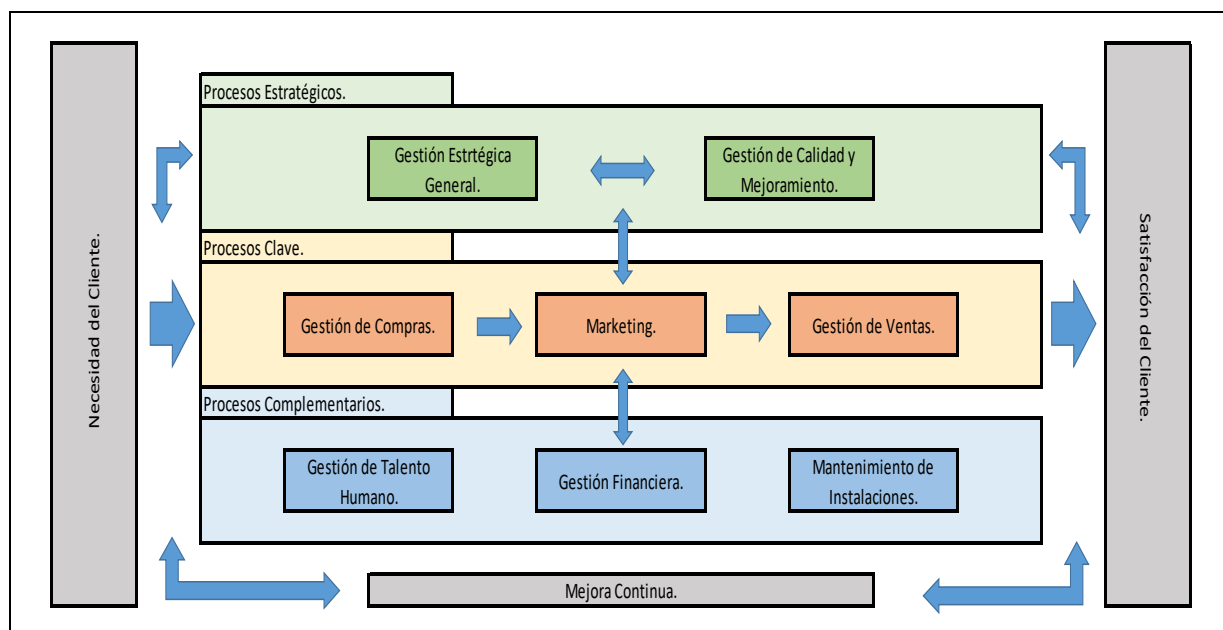 Necesidad del Cliente.
Procesos Estratégicos.
Gestión Estrtégica
General.
Gestión de Calidad y
Mejoramiento.
Procesos Clave.
Gestión de Compras.
Marketing.
Gestión de Ventas.
Procesos Complementarios.
Gestión de Talento
Humano.
Gestión Financiera.
Mantenimiento de
Instalaciones.
Mejora Continua.
Satisfacción del Cliente.